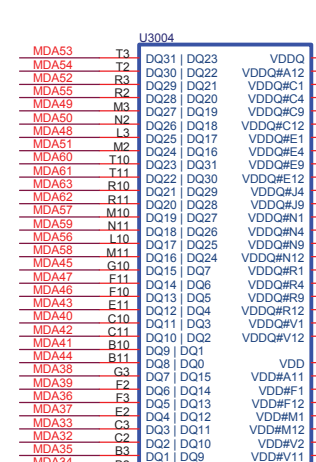 U3004
MDA53 T3 DQ31 | DQ23 VDDQ
MDA54 T2 DQ30 | DQ22 VDDQ#A12
MDA52 R3 DQ29 | DQ21 VDDQ#C1
MDA55 R2 DQ28 | DQ20 VDDQ#C4
MDA49 M3 DQ27 | DQ19 VDDQ#C9
MDA50 N2 DQ26 | DQ18 VDDQ#C12
MDA48 L3 DQ25 | DQ17 VDDQ#E1
MDA51 M2 DQ24 | DQ16 VDDQ#E4
MDA60 T10 DQ23 | DQ31 VDDQ#E9
MDA61 T11 DQ22 | DQ30 VDDQ#E12
MDA63 R10 DQ21 | DQ29 VDDQ#J4
MDA62 R11 DQ20 | DQ28 VDDQ#J9
MDA57 M10 DQ19 | DQ27 VDDQ#N1
MDA59 N11 DQ18 | DQ26 VDDQ#N4
MDA56 L10 DQ17 | DQ25 VDDQ#N9
MDA58 M11 DQ16 | DQ24 VDDQ#N12
MDA45 G10 DQ15 | DQ7 VDDQ#R1
MDA47 F11 DQ14 | DQ6 VDDQ#R4
MDA46 F10 DQ13 | DQ5 VDDQ#R9
MDA43 E11 DQ12 | DQ4 VDDQ#R12
MDA40 C10 DQ11 | DQ3 VDDQ#V1
MDA42 C11 DQ10 | DQ2 VDDQ#V12
MDA41 B10 DQ9 | DQ1
MDA44 B11 DQ8 | DQ0 VDD
MDA38 G3 DQ7 | DQ15 VDD#A11
MDA39 F2 DQ6 | DQ14 VDD#F1
MDA36 F3 DQ5 | DQ13 VDD#F12
MDA37 E2 DQ4 | DQ12 VDD#M1
MDA33 C3 DQ3 | DQ11 VDD#M12
MDA32 C2 DQ2 | DQ10 VDD#V2
MDA35 B3 DQ1 | DQ9 VDD#V11
MDA34